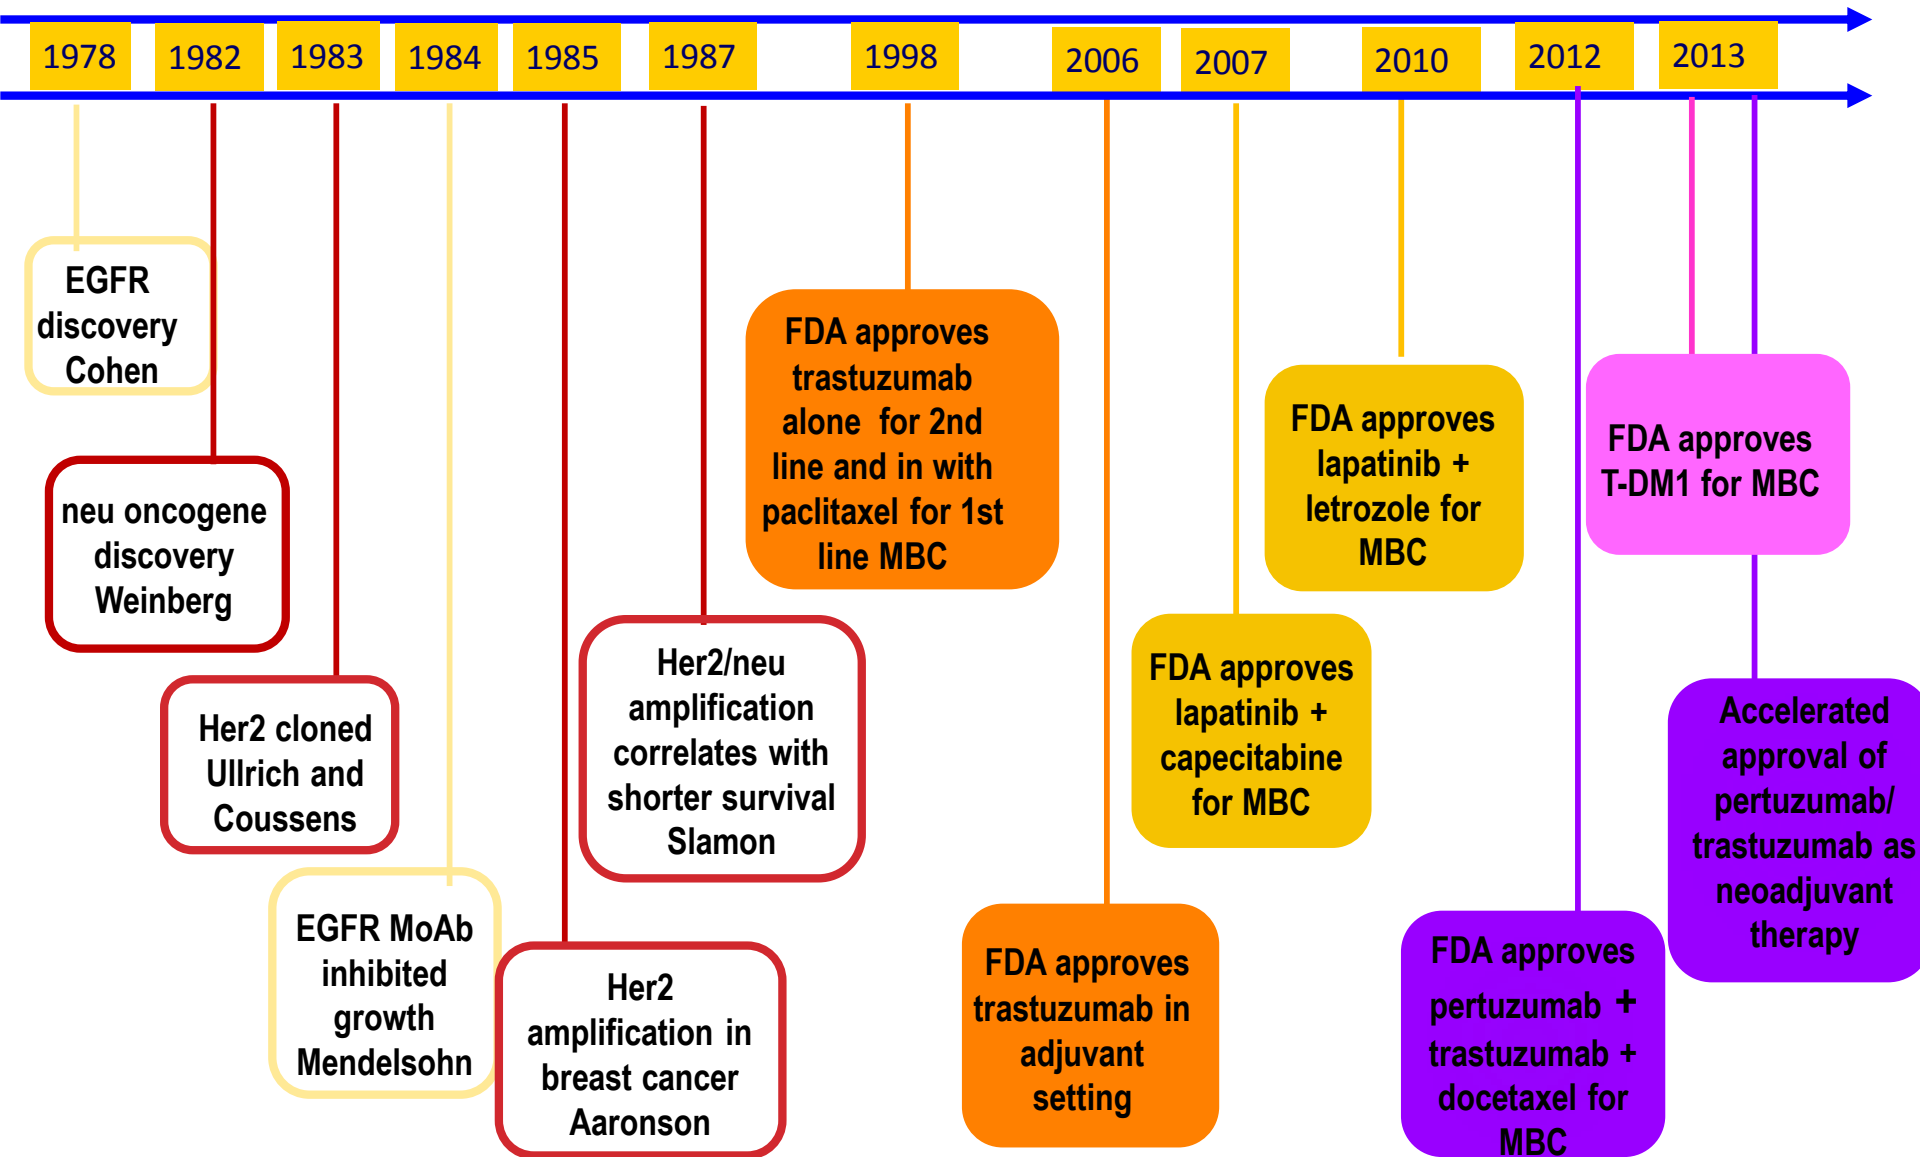 1978 1982 1983 1984 1985 1987 1998 2006 2007 2010 2012 2013
EGFR
discovery
Cohen
neu oncogene
discovery
Weinberg
Her2 cloned
Ullrich and
Coussens
EGFR MoAb
inhibited
growth
Mendelsohn
Her2
amplification in
breast cancer
Aaronson
Her2/neu
amplification
correlates with
shorter survival
Slamon
FDA approves
trastuzumab
alone for 2nd
line and in with
paclitaxel for 1st
line MBC
FDA approves
trastuzumab in
adjuvant
setting
FDA approves
lapatinib +
capecitabine
for MBC
FDA approves
lapatinib +
letrozole for
MBC
FDA approves
pertuzumab +
trastuzumab +
docetaxel for
MBC
FDA approves
T-DM1 for MBC
Accelerated
approval of
pertuzumab/
trastuzumab as
neoadjuvant
therapy